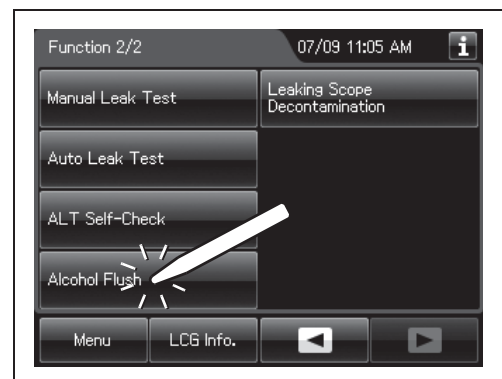 Function 2/2
07/09 11:05 AM
i
Manual Leak Test
Leaking Scope
Decontamination
Auto Leak Test
ALT Self-Check
Alcohol Flush
Menu
LCG Info.